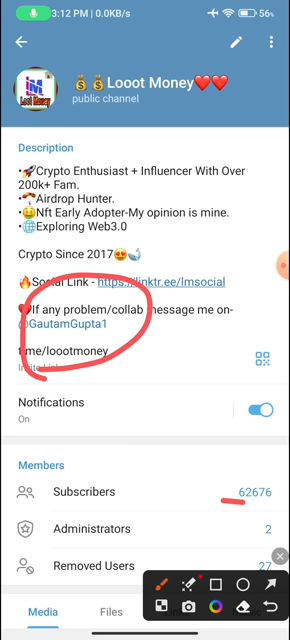 3:12 PM | 0.0KB/s
56%
💰💰Looot Money❤️❤️
public channel
LM
Loot Money
Description
•🚀Crypto Enthusiast + Influencer With Over
200k+ Fam.
•🪂Airdrop Hunter.
•🤑Nft Early Adopter-My opinion is mine.
•🌐Exploring Web3.0
Crypto Since 2017😍🐳
🔥Social Link - https://linktr.ee/lmsocial
❤️If any problem/collab message me on-
@GautamGupta1
t.me/loootmoney
Invite Link
Notifications
On
Members
Subscribers 62676
Administrators 2
Removed Users 27
Media Files